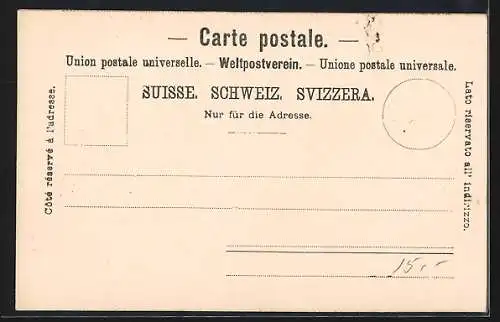 — Carte postale. —
Union postale universelle. — Weltpostverein. — Unione postale universale.
SUISSE. SCHWEIZ. SVIZZERA.
Nur für die Adresse.
Côté réservé à l'adresse.
Lato riservato all' indirizzo.
15.-